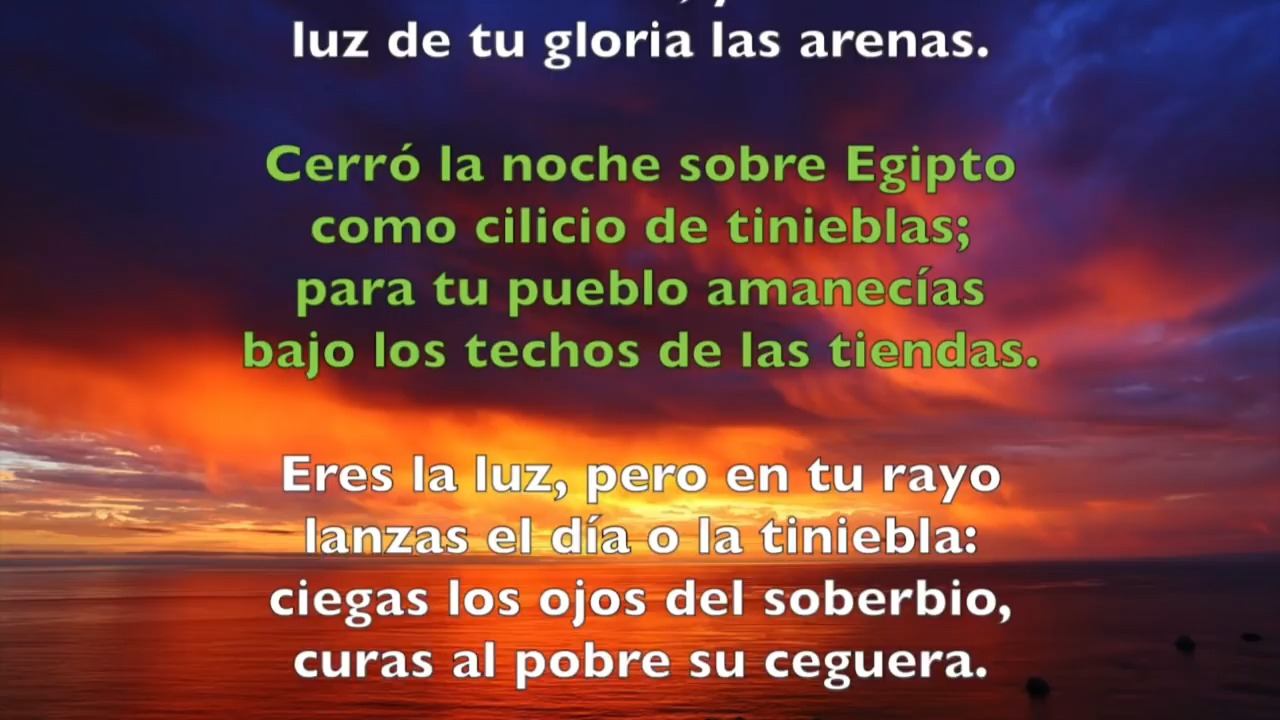 luz de tu gloria las arenas.
Cerró la noche sobre Egipto
como cilicio de tinieblas;
para tu pueblo amanecías
bajo los techos de las tiendas.
Eres la luz, pero en tu rayo
lanzas el día o la tiniebla:
ciegas los ojos del soberbio,
curas al pobre su ceguera.